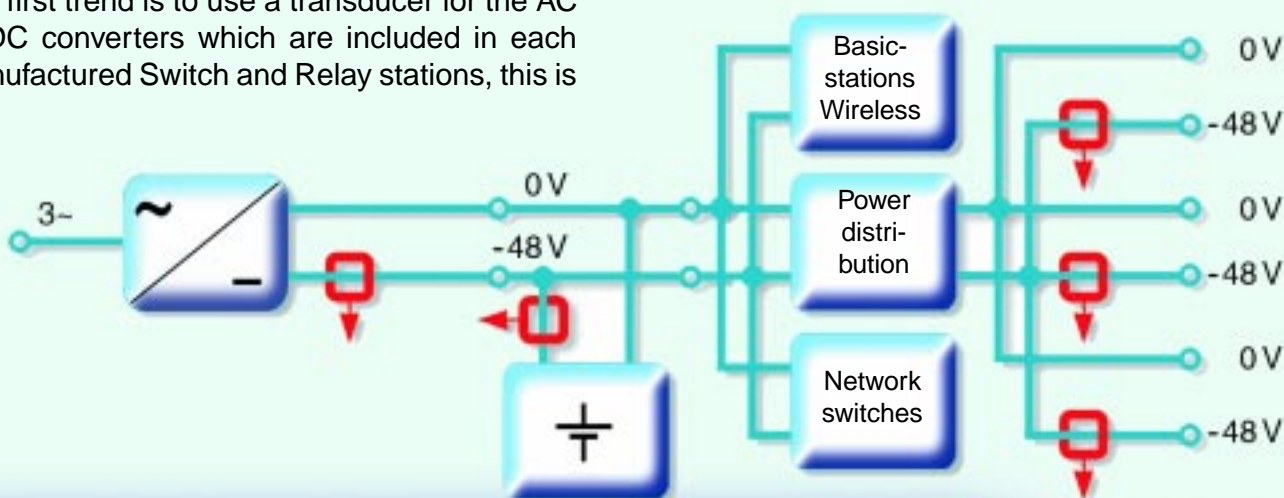 first trend is to use a transducer for the AC
DC converters which are included in each
nufactured Switch and Relay stations, this is
3~
~
–
0 V
-48 V
Basic-
stations
Wireless
Power
distri-
bution
Network
switches
0 V
-48 V
0 V
-48 V
0 V
-48 V